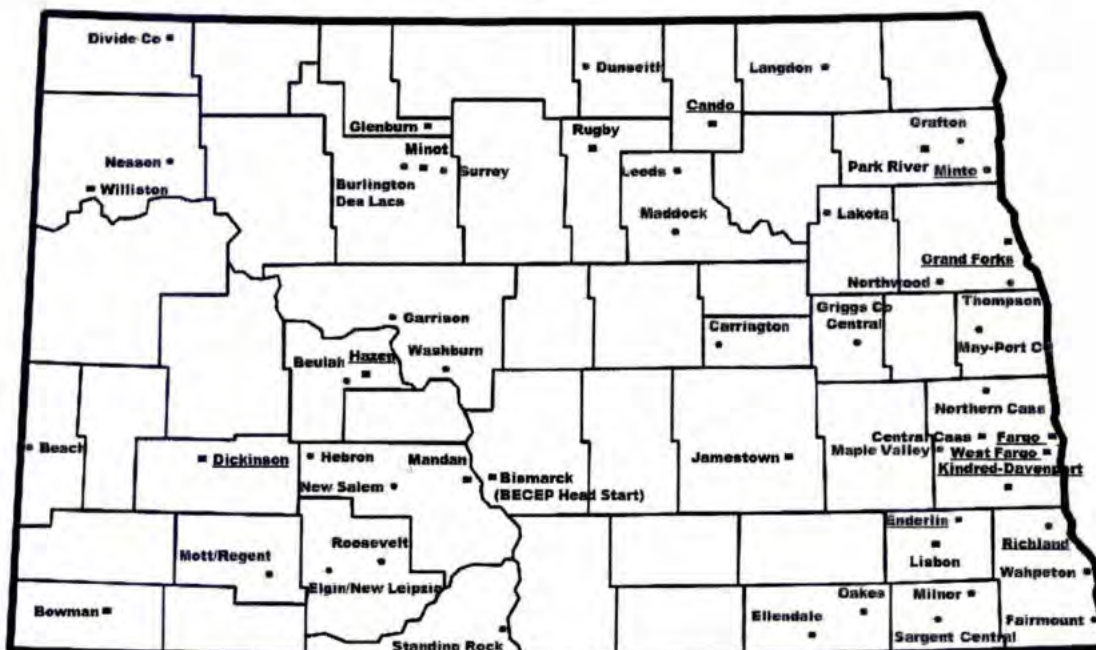 Divide Co
Dunseith
Langdon
Cando
Glenburn
Rugby
Grafton
Minot
Park River
Minto
Neason
Surrey
Leeds
Williston
Burlington
Des Lacs
Maddock
Lakota
Grand Forks
Northwood
Thompson
Garrison
Griggs Co
Central
Carrington
Washburn
Beulah
Hazen
May-Port C
Northern Cass
Beach
Central Cass
Fargo
Maple Valley
West Fargo
Kindred-Davenport
Dickinson
Hebron
Mandan
Jamestown
New Salem
Bismarck
(BECEP Head Start)
Enderlin
Richland
Roosevelt
Mott/Regent
Lisbon
Wahpeton
Elgin/New Leipzig
Bowman
Oakes
Milnor
Ellendale
Fairmount
Sargent Central
Standing Rock